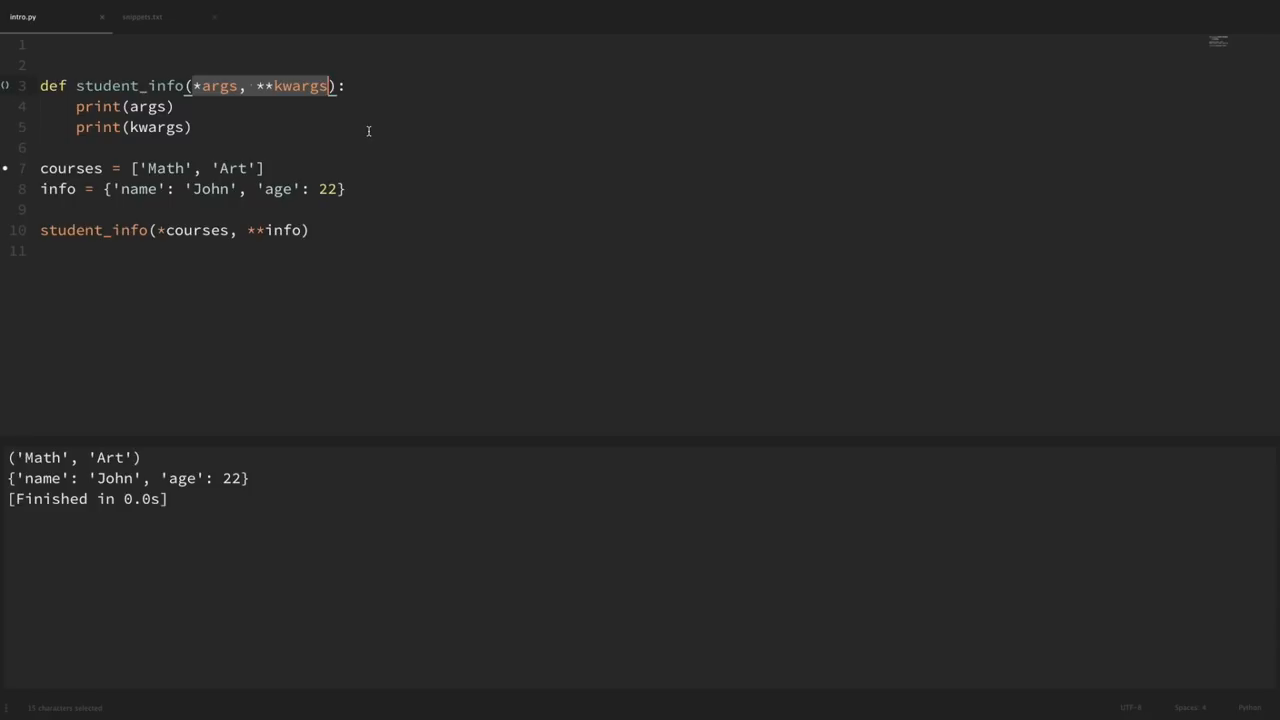 intro.py × snippets.txt ×
1
2
() 3 def student_info(*args, **kwargs):
4 print(args)
5 print(kwargs)
6
7 courses = ['Math', 'Art']
8 info = {'name': 'John', 'age': 22}
9
10 student_info(*courses, **info)
11
('Math', 'Art')
{'name': 'John', 'age': 22}
[Finished in 0.0s]
15 characters selected UTF-8 Spaces: 4 Python